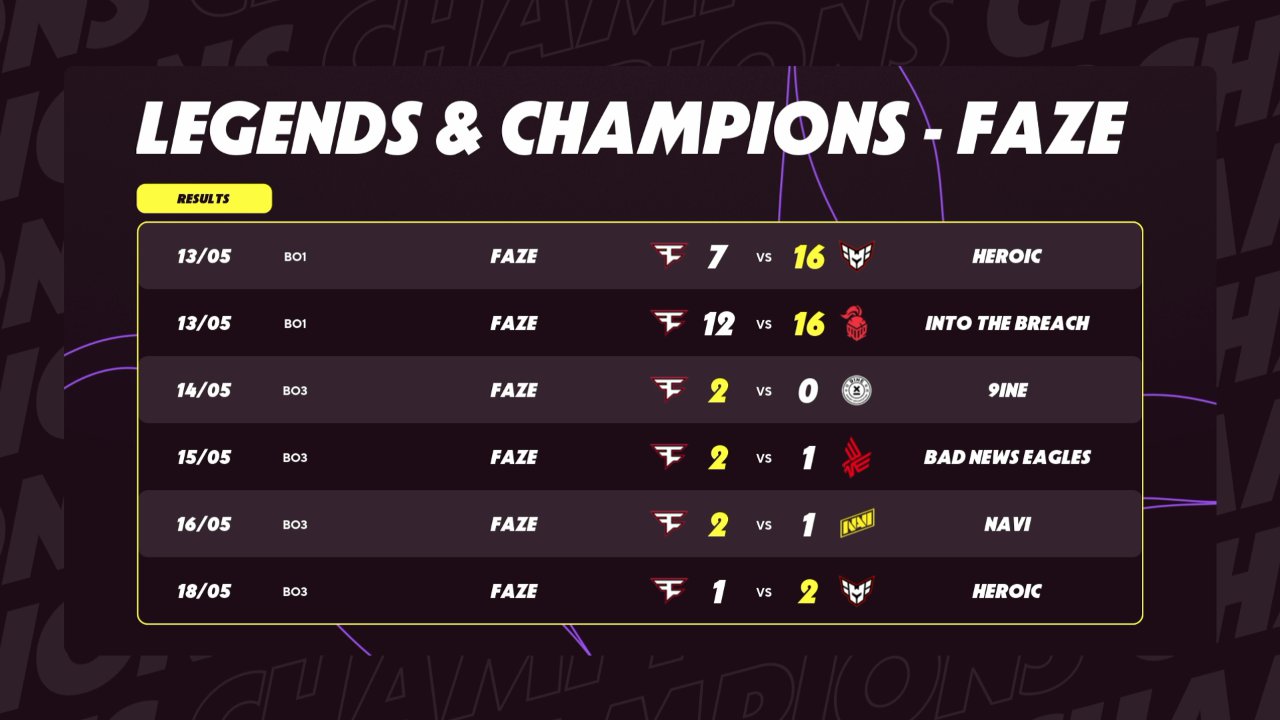 LEGENDS & CHAMPIONS - FAZE
RESULTS
13/05 BO1 FAZE 7 VS 16 HEROIC
13/05 BO1 FAZE 12 VS 16 INTO THE BREACH
14/05 BO3 FAZE 2 VS 0 9INE
15/05 BO3 FAZE 2 VS 1 BAD NEWS EAGLES
16/05 BO3 FAZE 2 VS 1 NAVI NAVI
18/05 BO3 FAZE 1 VS 2 HEROIC